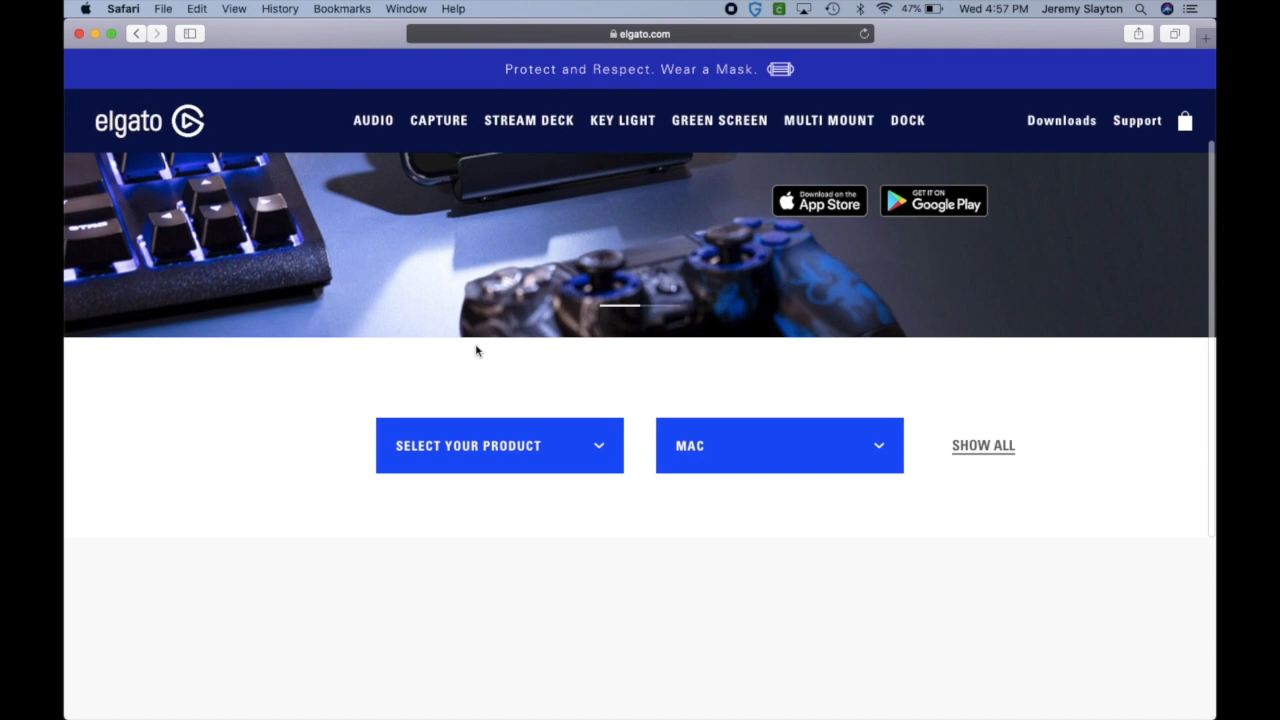 Safari File Edit View History Bookmarks Window Help 47% Wed 4:57 PM Jeremy Slayton
elgato.com
Protect and Respect. Wear a Mask.
elgato AUDIO CAPTURE STREAM DECK KEY LIGHT GREEN SCREEN MULTI MOUNT DOCK Downloads Support
Download on the
App Store
GET IT ON
Google Play
CTRL
SELECT YOUR PRODUCT MAC SHOW ALL